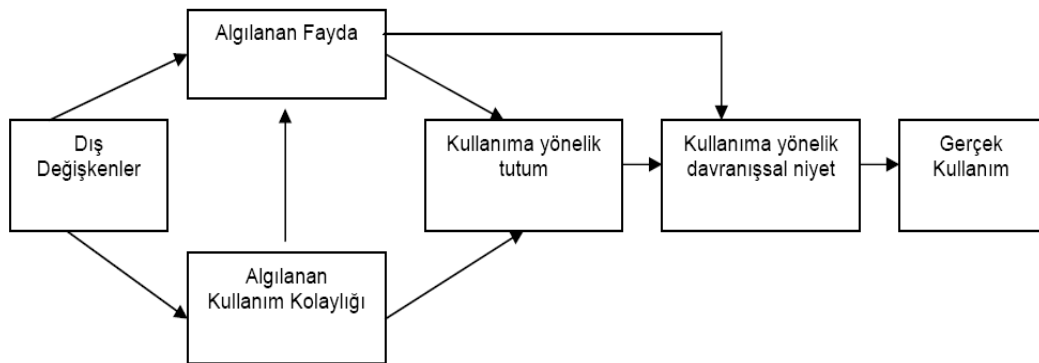 Algılanan Fayda
Dış
Değişkenler
Kullanıma yönelik
tutum
Kullanıma yönelik
davranışsal niyet
Gerçek
Kullanım
Algılanan
Kullanım Kolaylığı